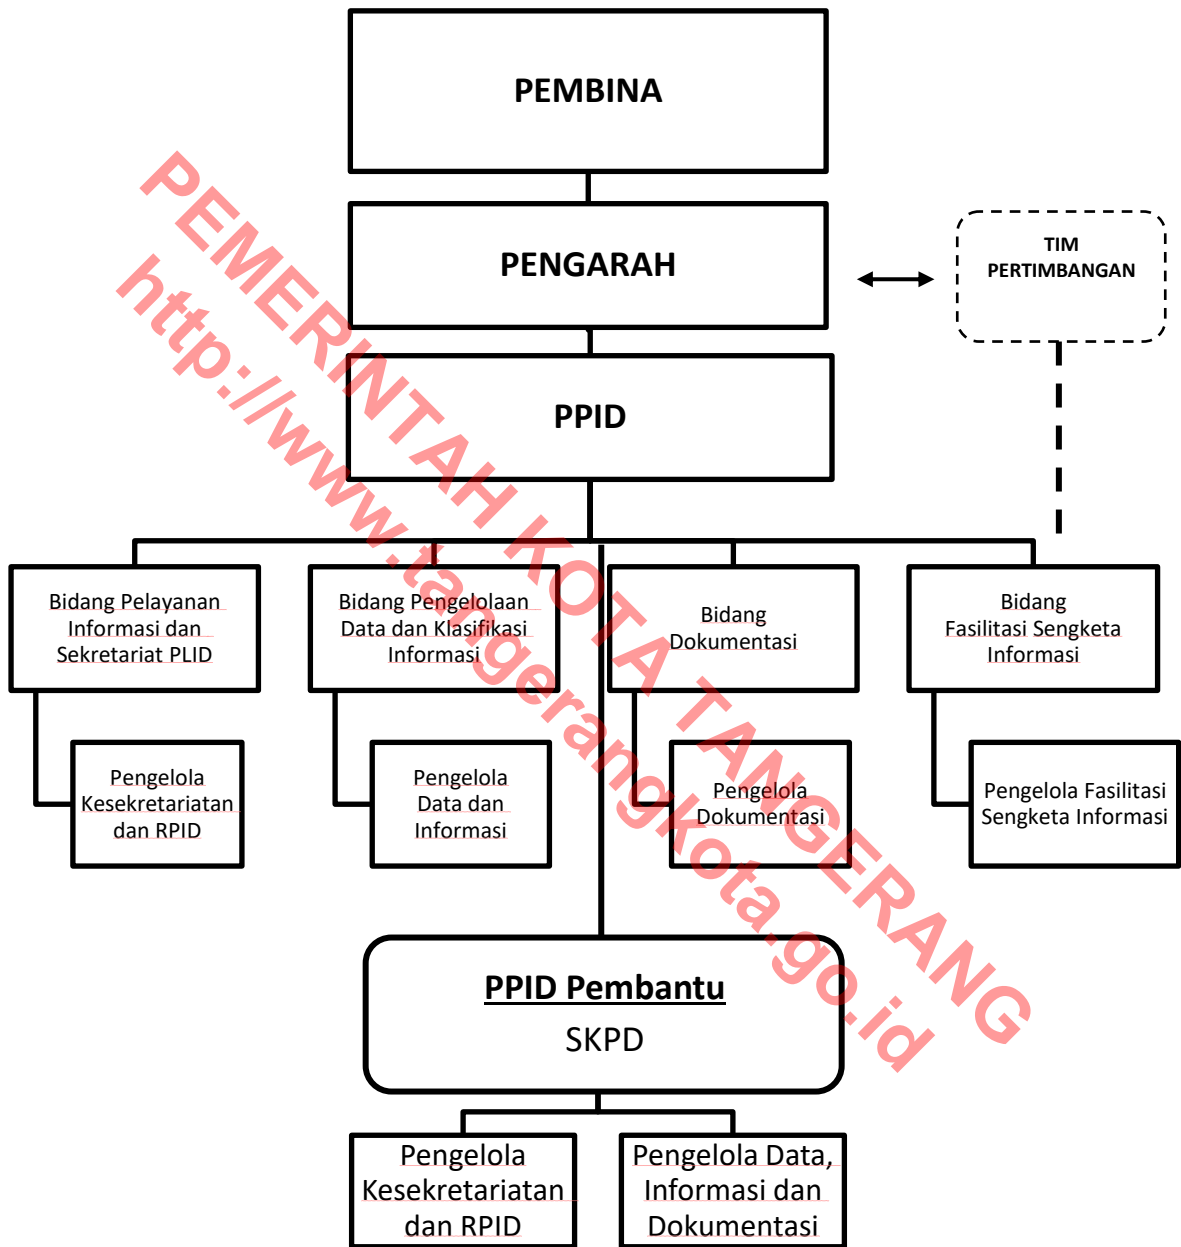 PEMBINA
PENGARAH
TIM
PERTIMBANGAN
PPID
Bidang Pelayanan
Informasi dan
Sekretariat PLID
Bidang Pengelolaan
Data dan Klasifikasi
Informasi
Bidang
Dokumentasi
Bidang
Fasilitasi Sengketa
Informasi
Pengelola
Kesekretariatan
dan RPID
Pengelola
Data dan
Informasi
Pengelola
Dokumentasi
Pengelola Fasilitasi
Sengketa Informasi
PPID Pembantu
SKPD
Pengelola
Kesekretariatan
dan RPID
Pengelola Data,
Informasi dan
Dokumentasi
PEMERINTAH KOTA TANGERANG
http://www.tangerangkota.go.id